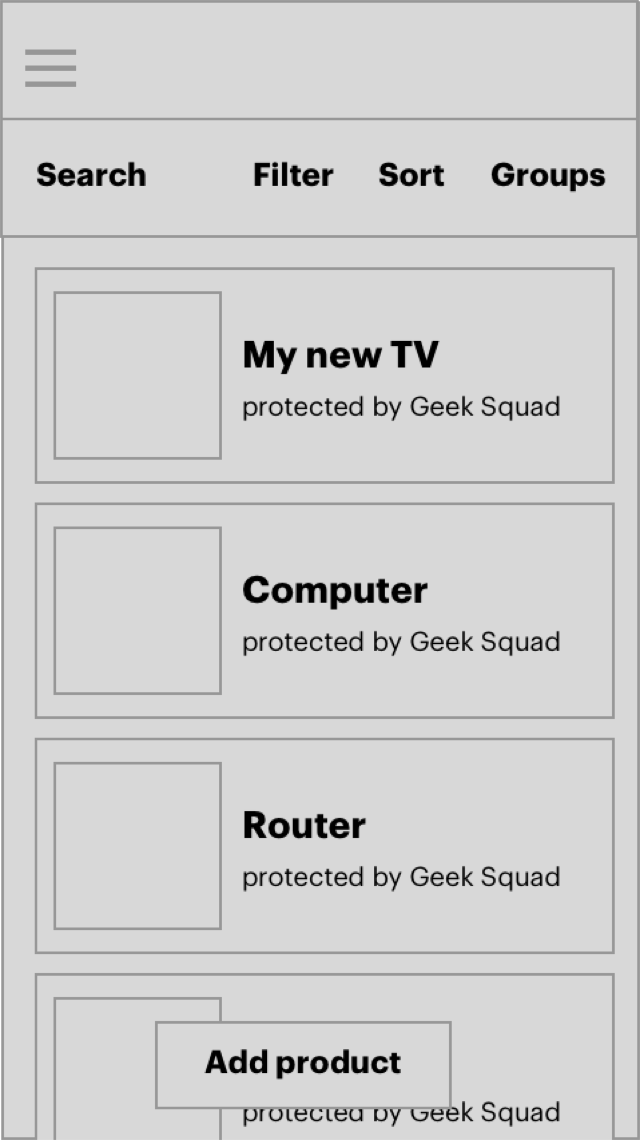 Search Filter Sort Groups
My new TV
protected by Geek Squad
Computer
protected by Geek Squad
Router
protected by Geek Squad
Add product
protected by Geek Squad